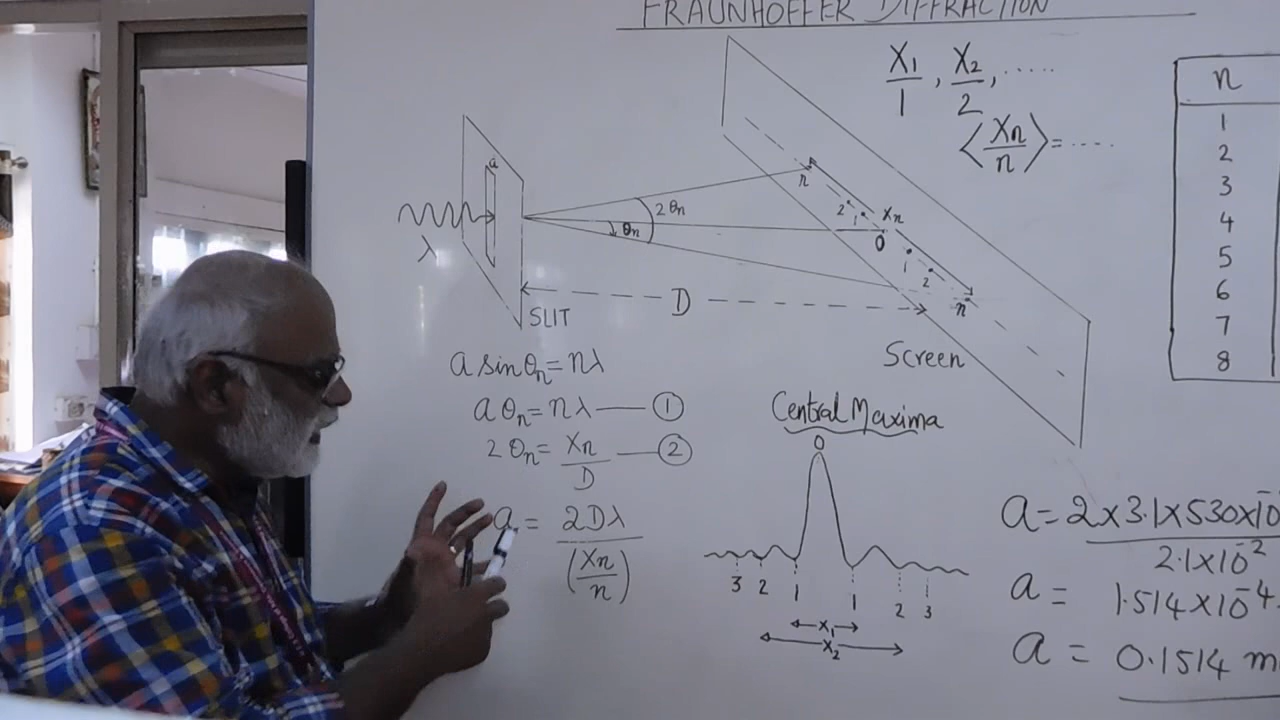 FRAUNHOFFER DIFFRACTION
X₁/1, X₂/2, .....
⟨Xn/n⟩= ....
n
1
2
3
4
5
6
7
8
a
λ
SLIT
2θn
θn
n
2
1
Xn
0
1
2
n
D
Screen
a sinθn = nλ
aθn = nλ —— ①
2θn = Xn/D —— ②
a = 2Dλ/(Xn/n)
Central Maxima
0
3 2 1 1 2 3
X₁
X₂
a = 2×3.1×530×10⁻/2.1×10⁻²
a = 1.514×10⁻⁴
a = 0.1514 m